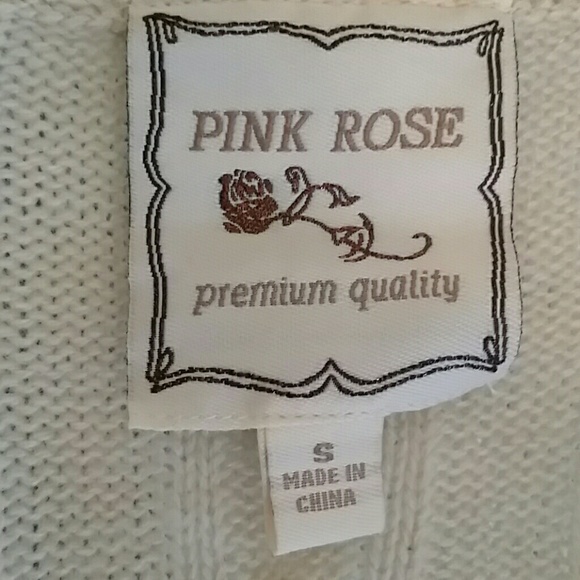 PINK ROSE
premium quality
S
MADE IN
CHINA